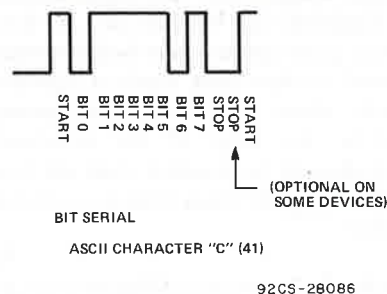 START
BIT 0
BIT 1
BIT 2
BIT 3
BIT 4
BIT 5
BIT 6
BIT 7
STOP
STOP
START
(OPTIONAL ON
SOME DEVICES)
BIT SERIAL
ASCII CHARACTER "C" (41)
92CS-28086